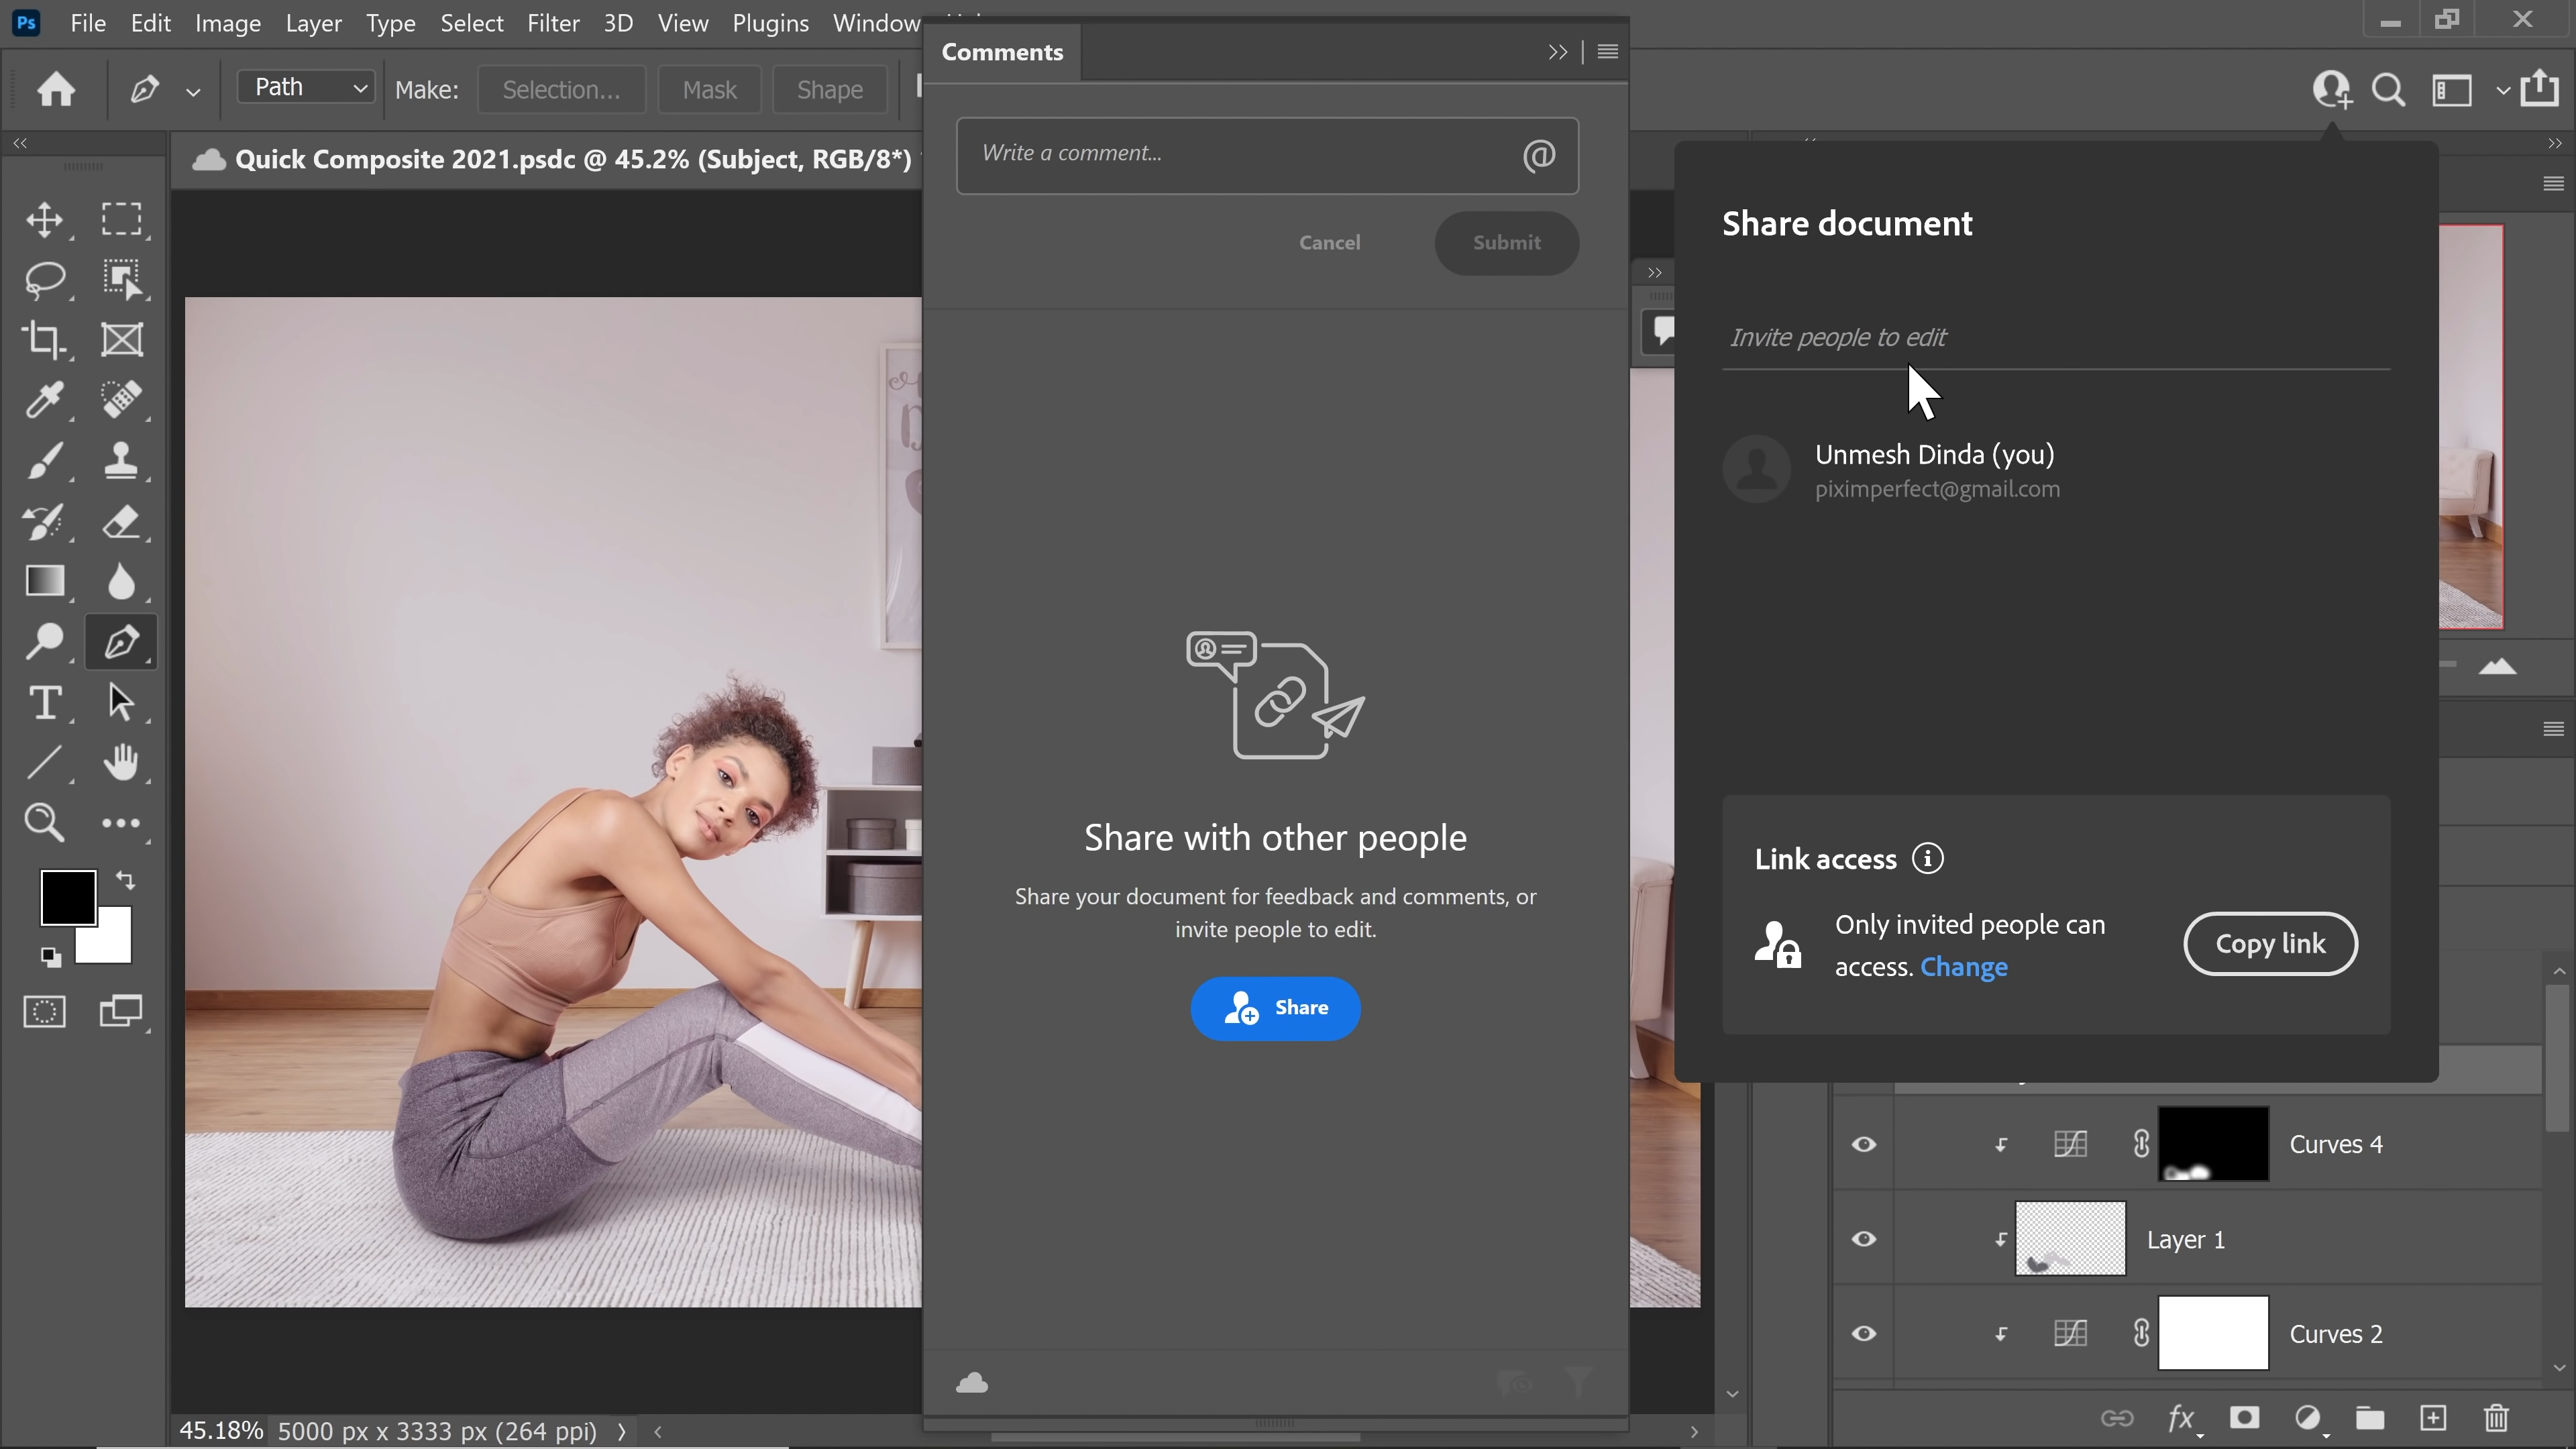 Ps File Edit Image Layer Type Select Filter 3D View Plugins Window
Path Make: Selection... Mask Shape
Quick Composite 2021.psdc @ 45.2% (Subject, RGB/8*)
Comments
Write a comment... @
Cancel Submit
Share with other people
Share your document for feedback and comments, or
invite people to edit.
Share
Share document
Invite people to edit
Unmesh Dinda (you)
piximperfect@gmail.com
Link access
Only invited people can
access. Change
Copy link
Curves 4
Layer 1
Curves 2
fx
45.18% 5000 px x 3333 px (264 ppi)